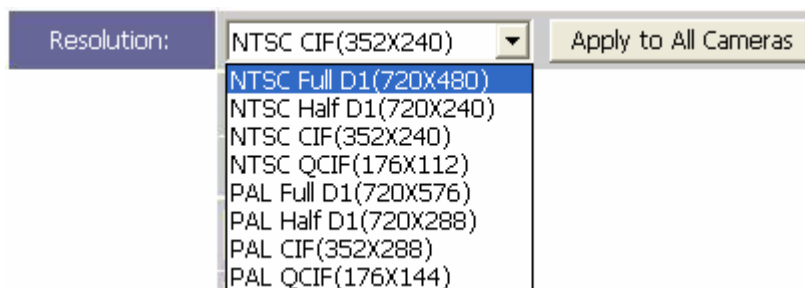 Resolution: NTSC CIF(352X240) Apply to All Cameras
NTSC Full D1(720X480)
NTSC Half D1(720X240)
NTSC CIF(352X240)
NTSC QCIF(176X112)
PAL Full D1(720X576)
PAL Half D1(720X288)
PAL CIF(352X288)
PAL QCIF(176X144)